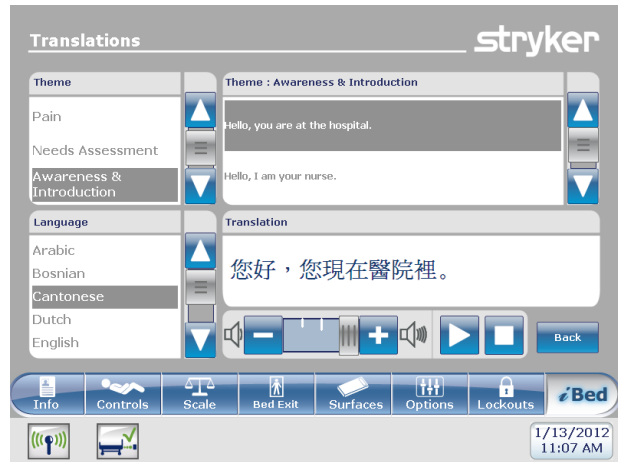 Translations
stryker
Theme
Pain
Needs Assessment
Awareness &
Introduction
Theme : Awareness & Introduction
Hello, you are at the hospital.
Hello, I am your nurse.
Language
Arabic
Bosnian
Cantonese
Dutch
English
Translation
您好，您現在醫院裡。
Back
Info
Controls
Scale
Bed Exit
Surfaces
Options
Lockouts
iBed
1/13/2012
11:07 AM